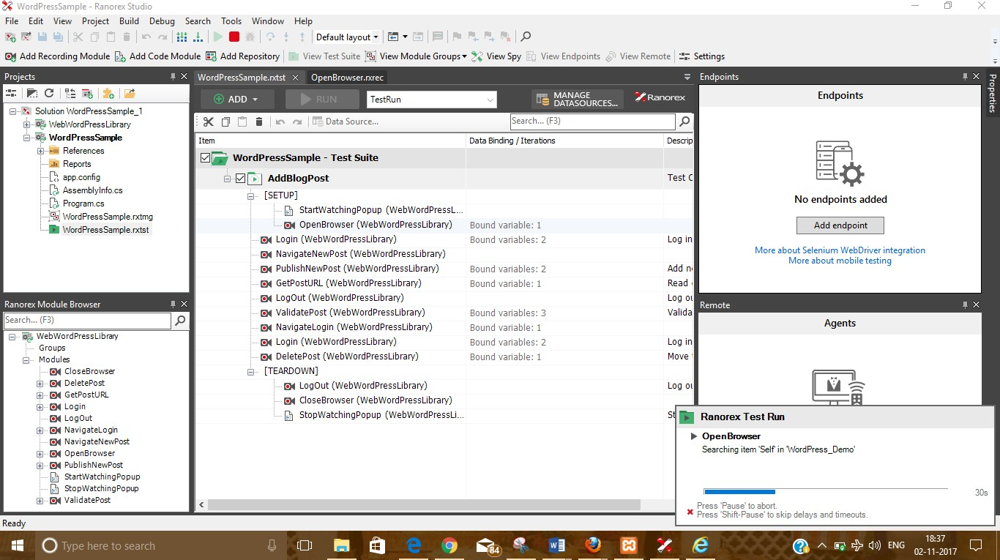 WordPressSample - Ranorex Studio
File Edit View Project Build Debug Search Tools Window Help
Default layout
Add Recording Module Add Code Module Add Repository View Test Suite View Module Groups View Spy View Endpoints View Remote Settings
Projects
Solution WordPressSample_1
WebWordPressLibrary
WordPressSample
References
Reports
app.config
AssemblyInfo.cs
Program.cs
WordPressSample.rxtmg
WordPressSample.rxtst
Ranorex Module Browser
Search... (F3)
WebWordPressLibrary
Groups
Modules
CloseBrowser
DeletePost
GetPostURL
Login
LogOut
NavigateLogin
NavigateNewPost
OpenBrowser
PublishNewPost
StartWatchingPopup
StopWatchingPopup
ValidatePost
WordPressSample.rxtst OpenBrowser.rxrec
ADD RUN TestRun MANAGE
DATASOURCES... Ranorex
Data Source... Search... (F3)
Item Data Binding / Iterations Descrip
WordPressSample - Test Suite
AddBlogPost Test C
[SETUP]
StartWatchingPopup (WebWordPressL...
OpenBrowser (WebWordPressLibrary) Bound variable: 1
Login (WebWordPressLibrary) Bound variables: 2 Log in
NavigateNewPost (WebWordPressLibrary)
PublishNewPost (WebWordPressLibrary) Bound variables: 2 Add n
GetPostURL (WebWordPressLibrary) Bound variable: 1 Read
LogOut (WebWordPressLibrary) Log ou
ValidatePost (WebWordPressLibrary) Bound variables: 3 Valida
NavigateLogin (WebWordPressLibrary) Bound variable: 1
Login (WebWordPressLibrary) Bound variables: 2 Log in
DeletePost (WebWordPressLibrary) Bound variable: 1 Move
[TEARDOWN]
LogOut (WebWordPressLibrary) Log ou
CloseBrowser (WebWordPressLibrary)
StopWatchingPopup (WebWordPressLi... St
Endpoints
Endpoints
No endpoints added
Add endpoint
More about Selenium WebDriver integration
More about mobile testing
Properties
Remote
Agents
Ranorex Test Run
OpenBrowser
Searching item 'Self' in 'WordPress_Demo'
30s
Press 'Pause' to abort.
Press 'Shift-Pause' to skip delays and timeouts.
Ready
Type here to search
84
ENG
18:37
02-11-2017